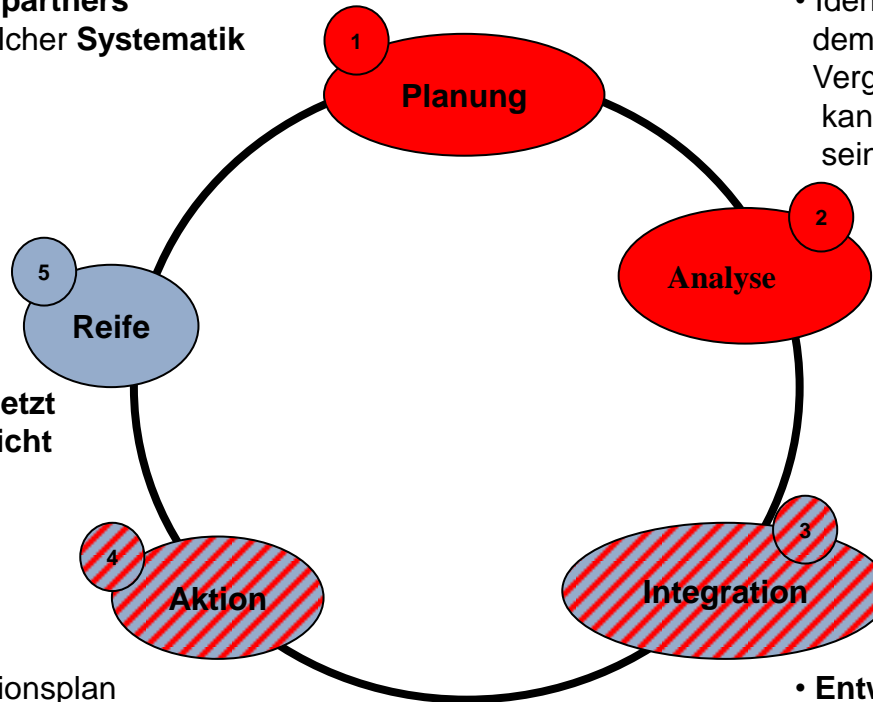 partners
lcher Systematik
1
Planung
• Iden
dem
Verg
kan
sein
2
Analyse
5
Reife
etzt
icht
4
Aktion
3
Integration
ionsplan
• Entw